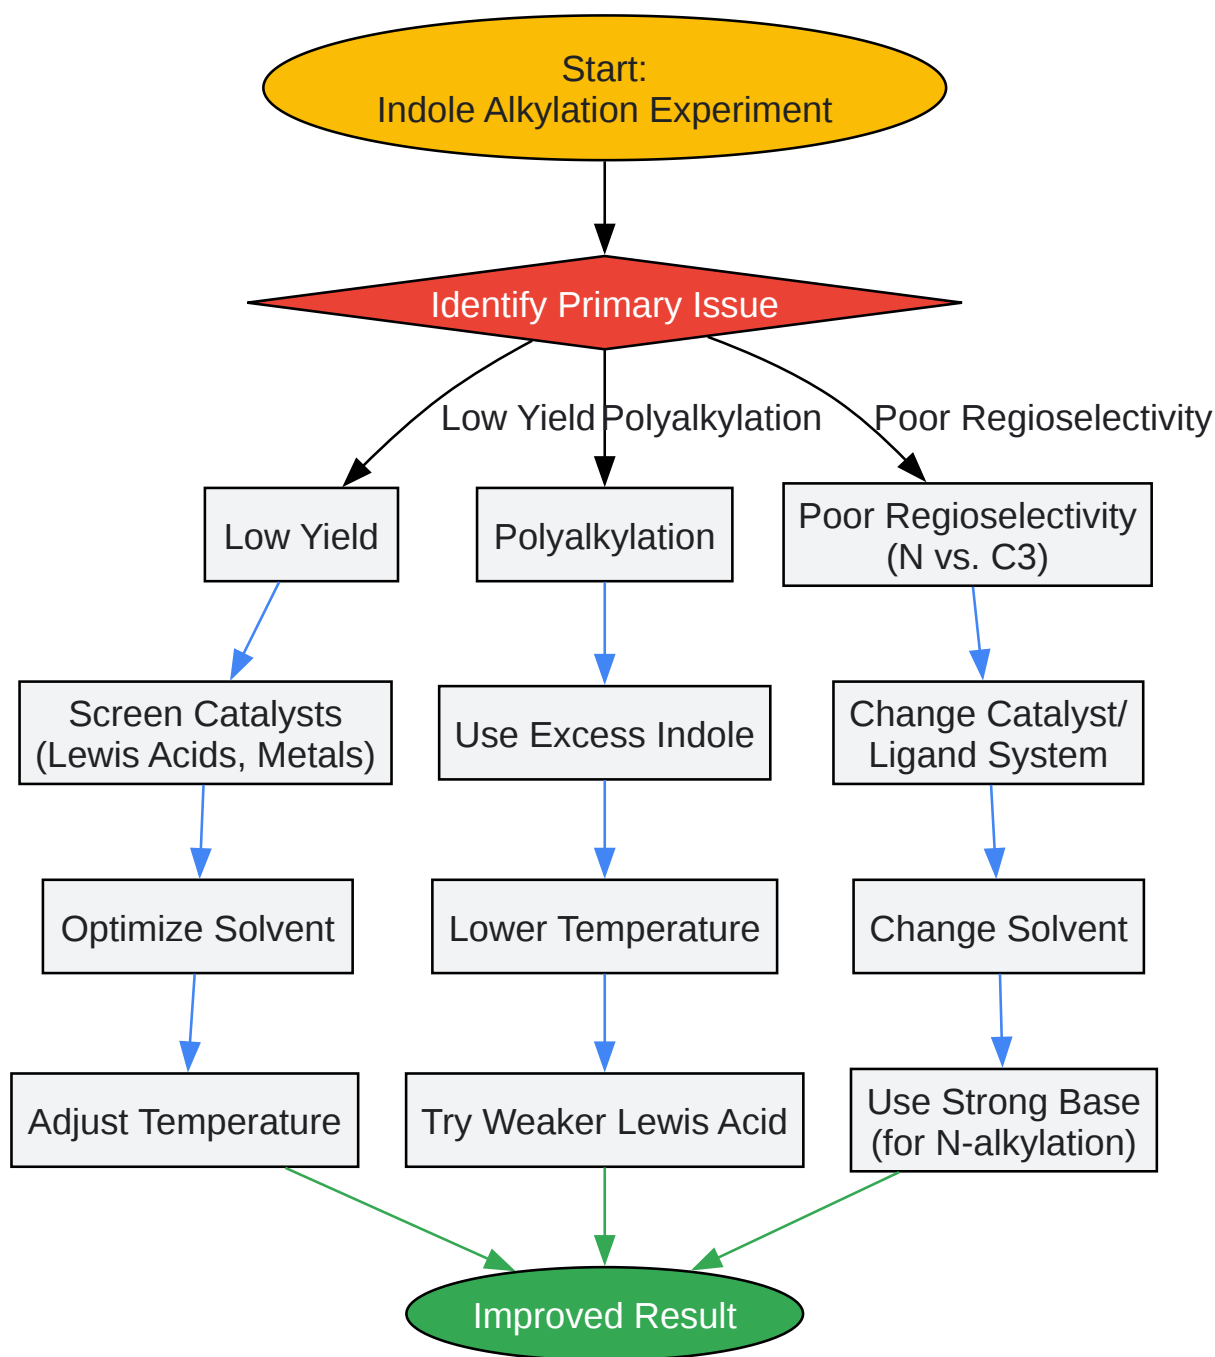 Start:
Indole Alkylation Experiment
Identify Primary Issue
Low Yield
Polyalkylation
Poor Regioselectivity
Low Yield
Polyalkylation
Poor Regioselectivity
(N vs. C3)
Screen Catalysts
(Lewis Acids, Metals)
Use Excess Indole
Change Catalyst/
Ligand System
Optimize Solvent
Lower Temperature
Change Solvent
Adjust Temperature
Try Weaker Lewis Acid
Use Strong Base
(for N-alkylation)
Improved Result